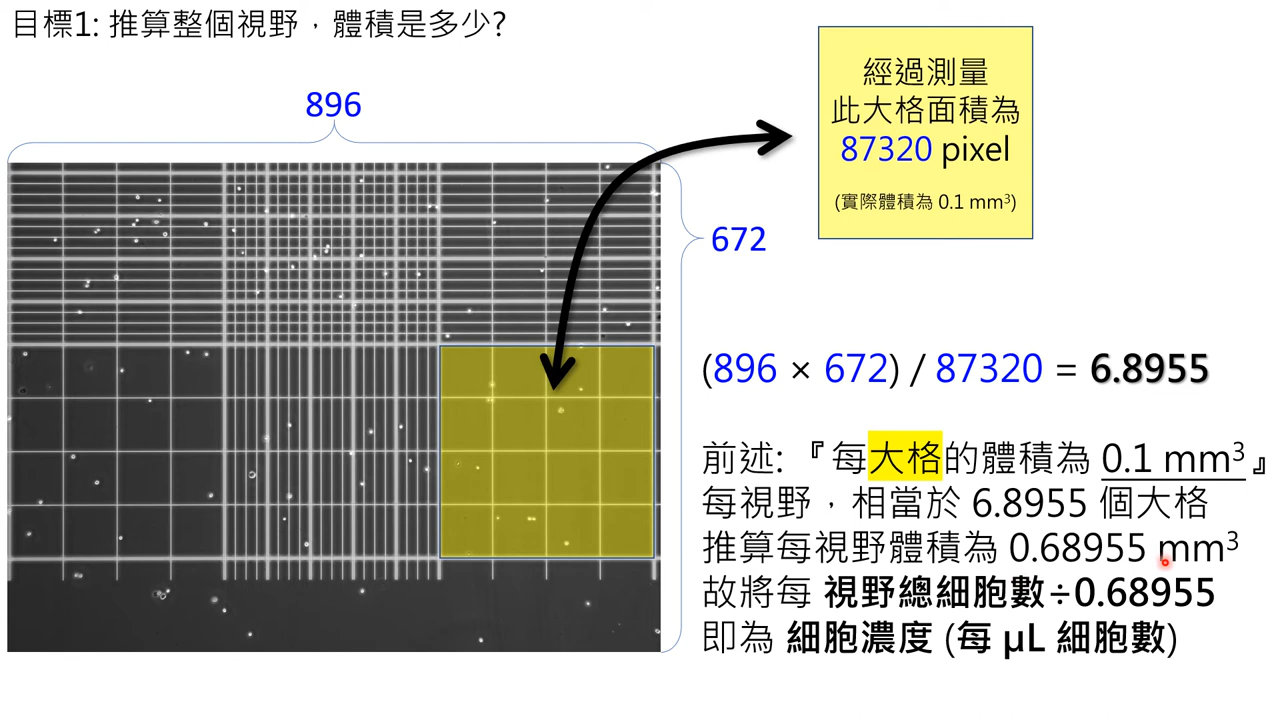 目標1: 推算整個視野，體積是多少?
896
經過測量
此大格面積為
87320 pixel
(實際體積為 0.1 mm³)
672
(896 × 672) / 87320 = 6.8955
前述: 『每大格的體積為 0.1 mm³』
每視野，相當於 6.8955 個大格
推算每視野體積為 0.68955 mm³
故將每 視野總細胞數÷0.68955
即為 細胞濃度 (每 μL 細胞數)